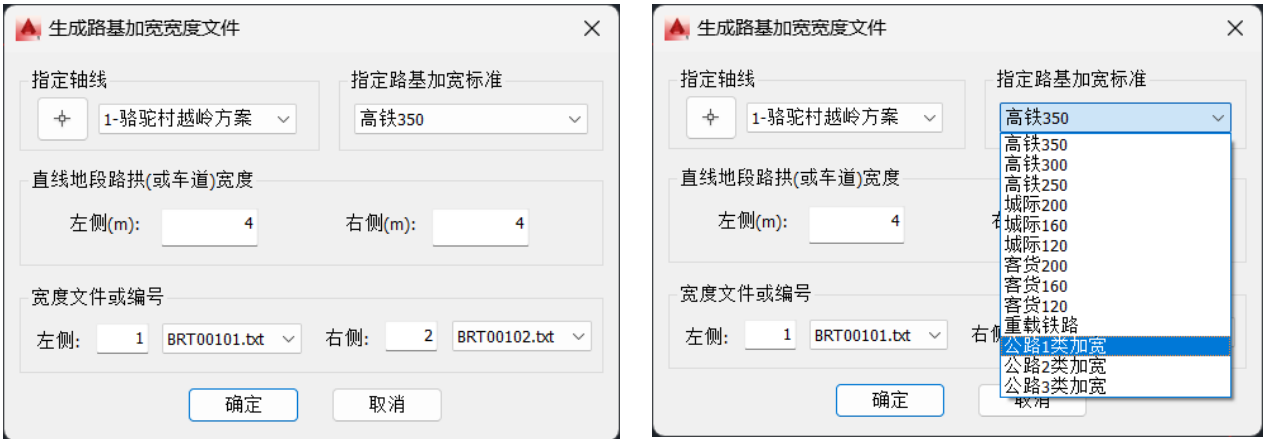 生成路基加宽宽度文件
指定轴线
指定路基加宽标准
1-骆驼村越岭方案
高铁350
直线地段路拱(或车道)宽度
左侧(m): 4
右侧(m): 4
宽度文件或编号
左侧: 1 BRT00101.txt
右侧: 2 BRT00102.txt
确定
取消
生成路基加宽宽度文件
指定轴线
指定路基加宽标准
1-骆驼村越岭方案
高铁350
高铁350
高铁300
高铁250
城际200
城际160
城际120
客货200
客货160
客货120
重载铁路
公路1类加宽
公路2类加宽
公路3类加宽
直线地段路拱(或车道)宽度
左侧(m): 4
宽度文件或编号
左侧: 1 BRT00101.txt
确定
取消